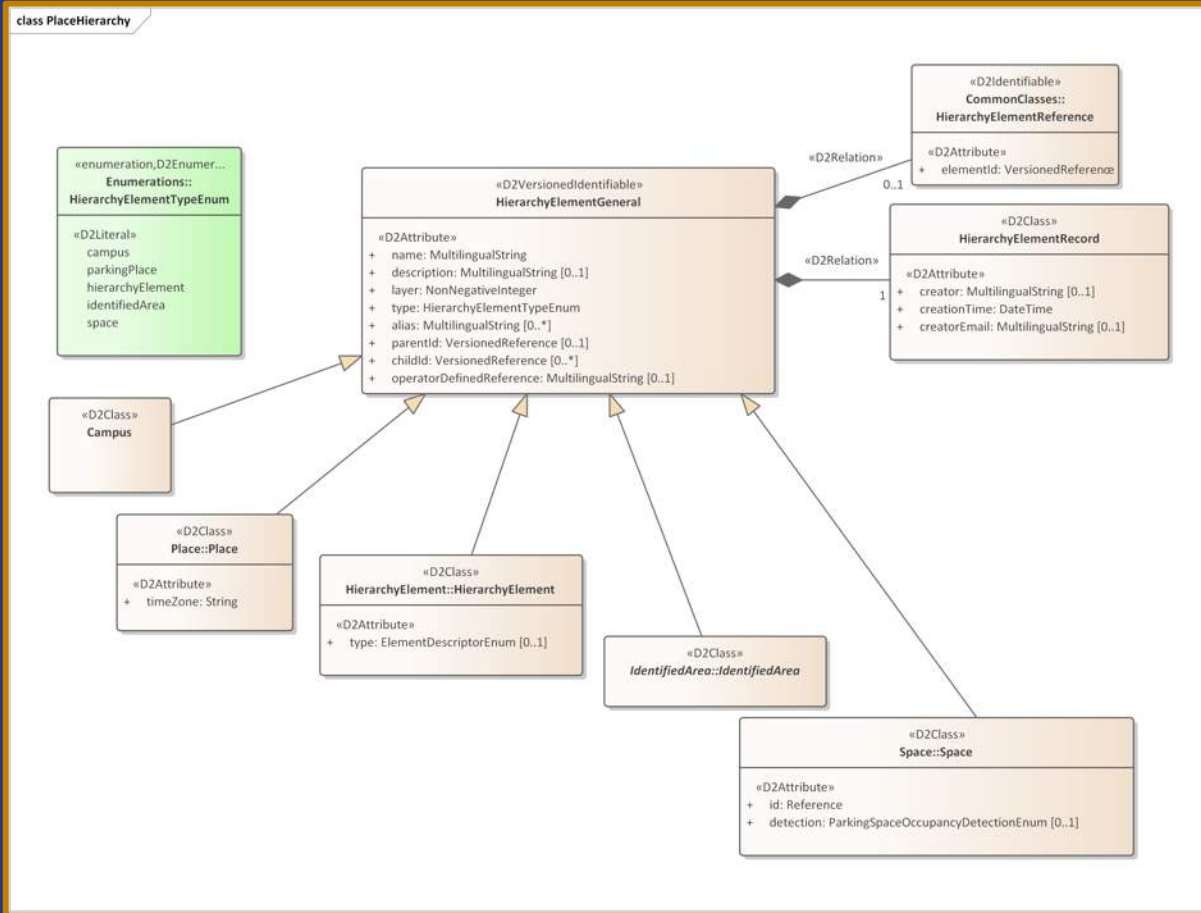 class PlaceHierarchy
«D2Identifiable»
CommonClasses::
HierarchyElementReference
«D2Attribute»
+ elementId: VersionedReference
«D2Relation»
0..1
«enumeration,D2Enumer...
Enumerations::
HierarchyElementTypeEnum
«D2Literal»
campus
parkingPlace
hierarchyElement
identifiedArea
space
«D2VersionedIdentifiable»
HierarchyElementGeneral
«D2Attribute»
+ name: MultilingualString
+ description: MultilingualString [0..1]
+ layer: NonNegativeInteger
+ type: HierarchyElementTypeEnum
+ alias: MultilingualString [0..*]
+ parentId: VersionedReference [0..1]
+ childId: VersionedReference [0..*]
+ operatorDefinedReference: MultilingualString [0..1]
«D2Relation»
1
«D2Class»
HierarchyElementRecord
«D2Attribute»
+ creator: MultilingualString [0..1]
+ creationTime: DateTime
+ creatorEmail: MultilingualString [0..1]
«D2Class»
Campus
«D2Class»
Place::Place
«D2Attribute»
+ timeZone: String
«D2Class»
HierarchyElement::HierarchyElement
«D2Attribute»
+ type: ElementDescriptorEnum [0..1]
«D2Class»
IdentifiedArea::IdentifiedArea
«D2Class»
Space::Space
«D2Attribute»
+ id: Reference
+ detection: ParkingSpaceOccupancyDetectionEnum [0..1]